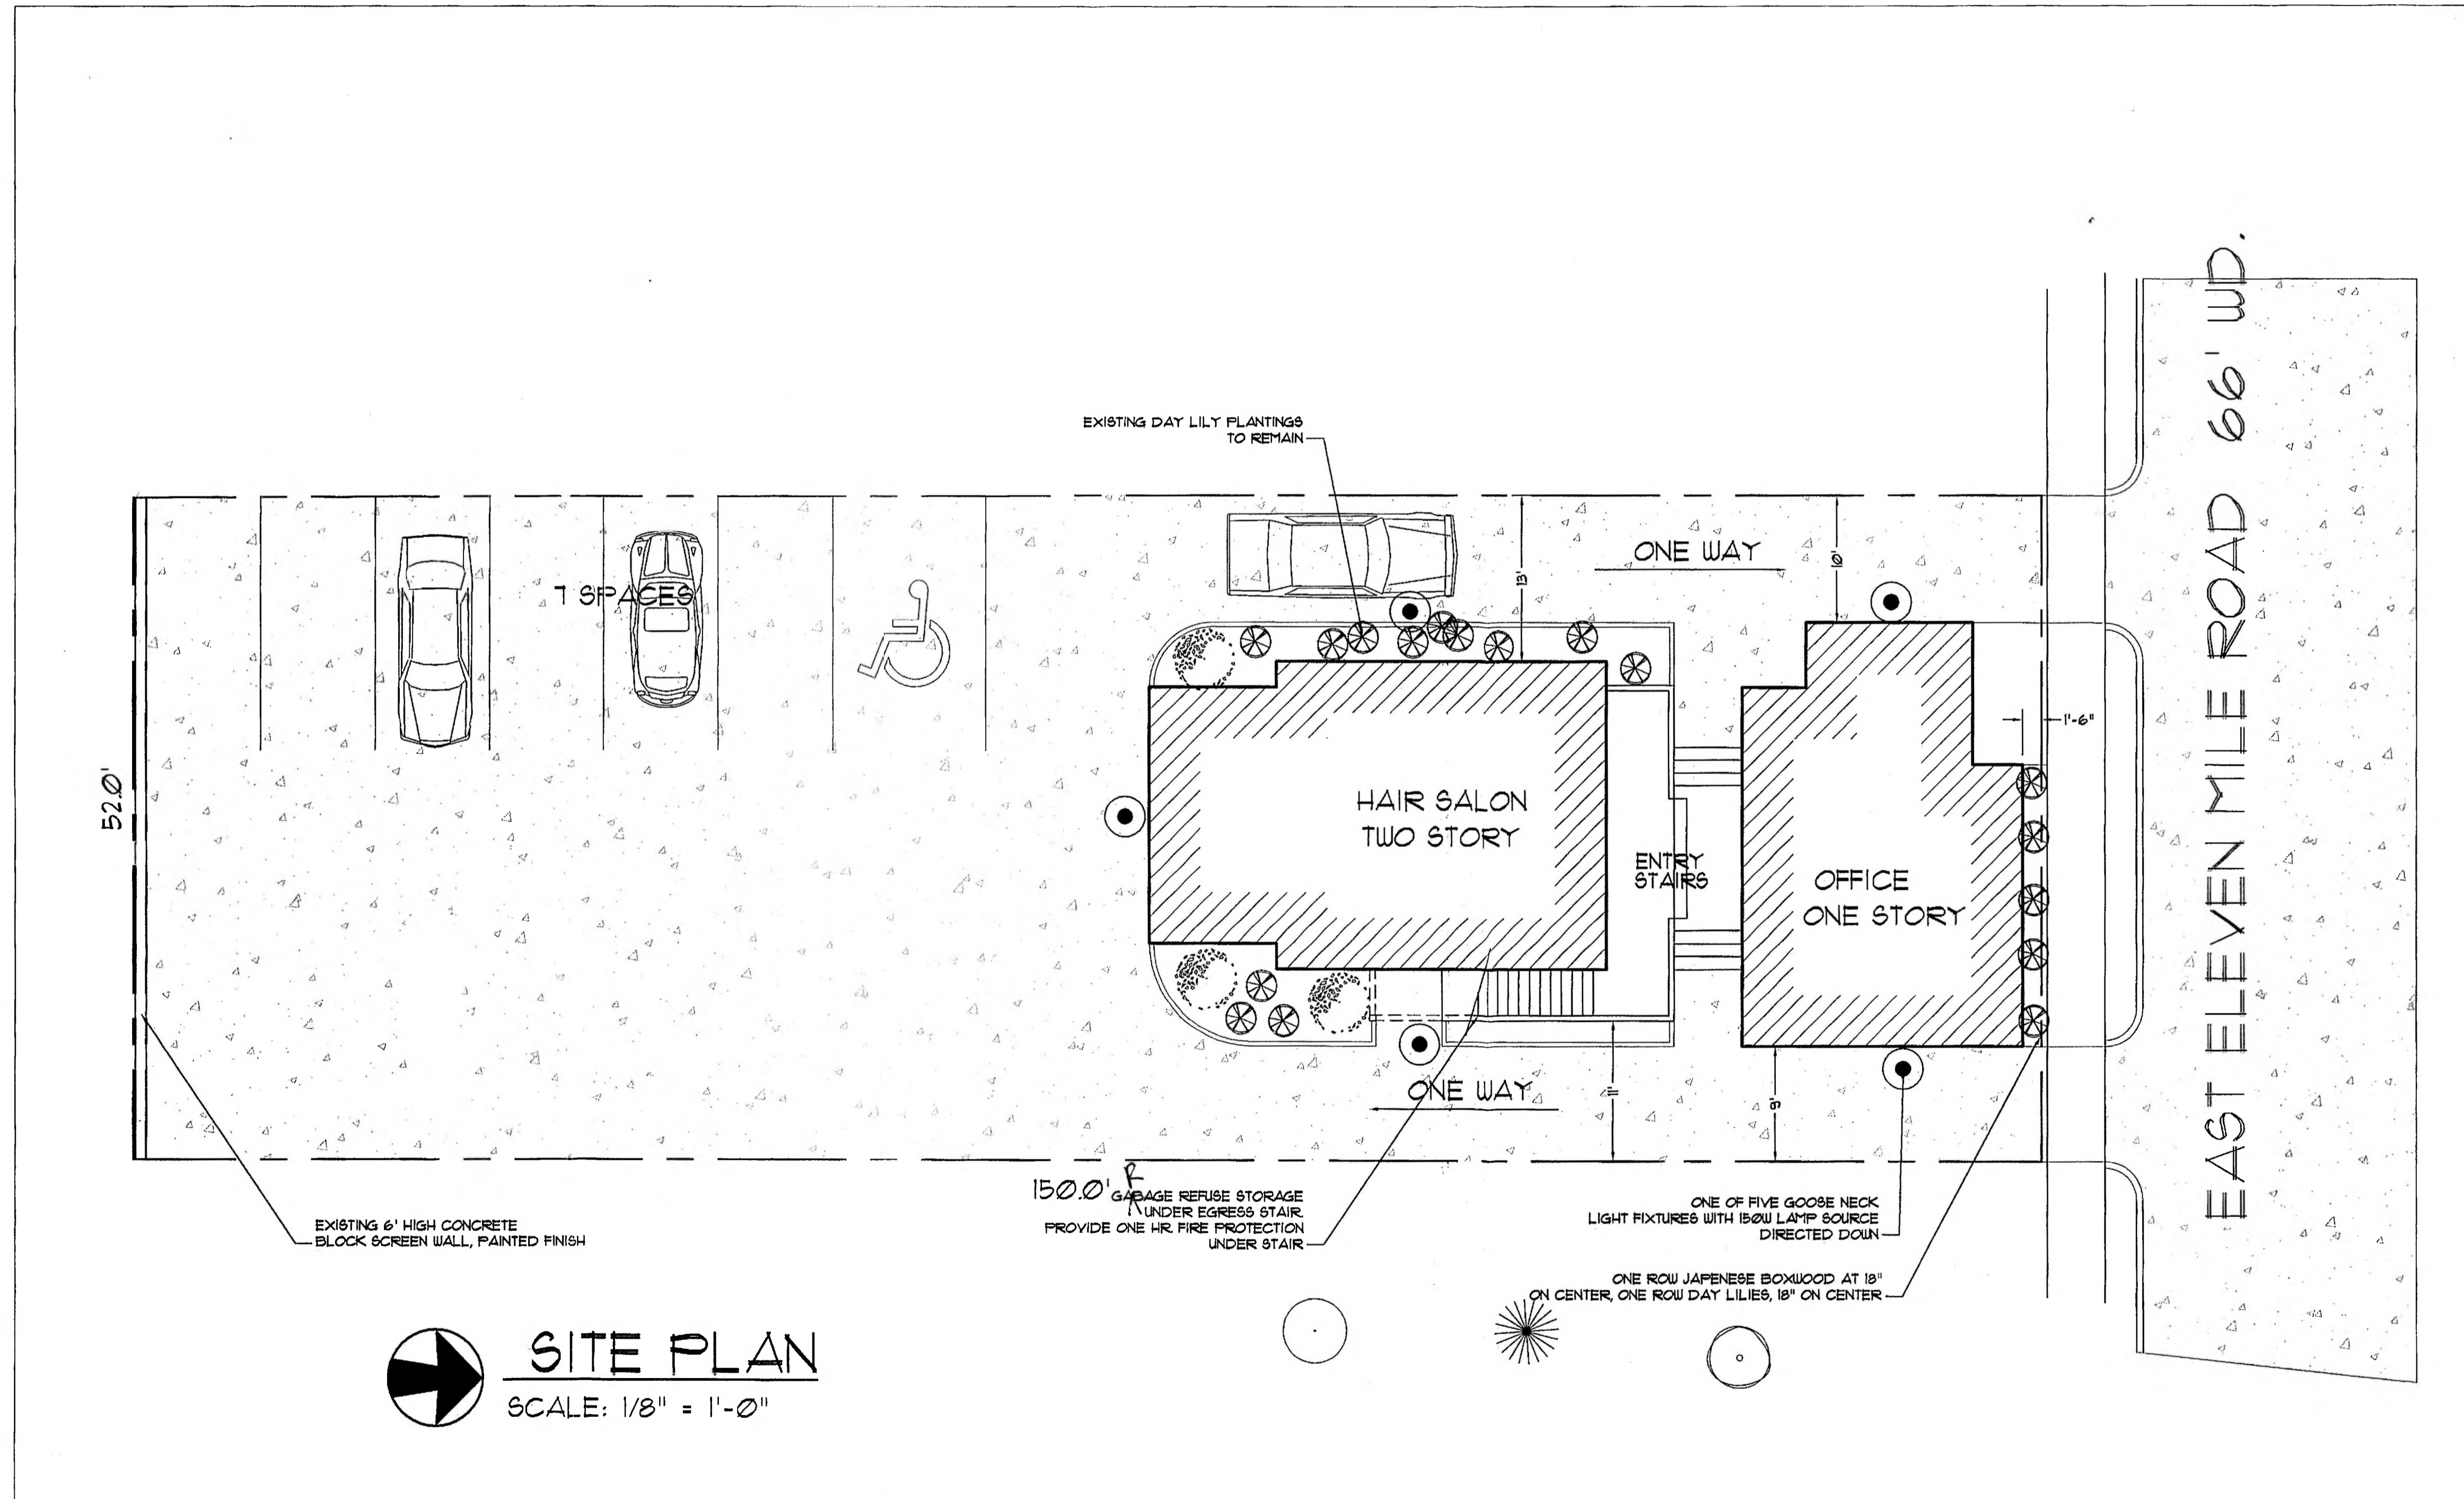 EXISTING DAY LILY PLANTINGS
TO REMAIN
ONE WAY
13'
10'
7 SPACES
1'-6"
52.0'
HAIR SALON
TWO STORY
ENTRY
STAIRS
OFFICE
ONE STORY
EAST ELEVEN MILE ROAD 66' WD.
ONE WAY
11'
9'
150.0'
R
GABAGE REFUSE STORAGE
UNDER EGRESS STAIR.
PROVIDE ONE HR. FIRE PROTECTION
UNDER STAIR
EXISTING 6' HIGH CONCRETE
BLOCK SCREEN WALL, PAINTED FINISH
ONE OF FIVE GOOSE NECK
LIGHT FIXTURES WITH 150W LAMP SOURCE
DIRECTED DOWN
ONE ROW JAPENESE BOXWOOD AT 18"
ON CENTER, ONE ROW DAY LILIES, 18" ON CENTER
SITE PLAN
SCALE: 1/8" = 1'-0"